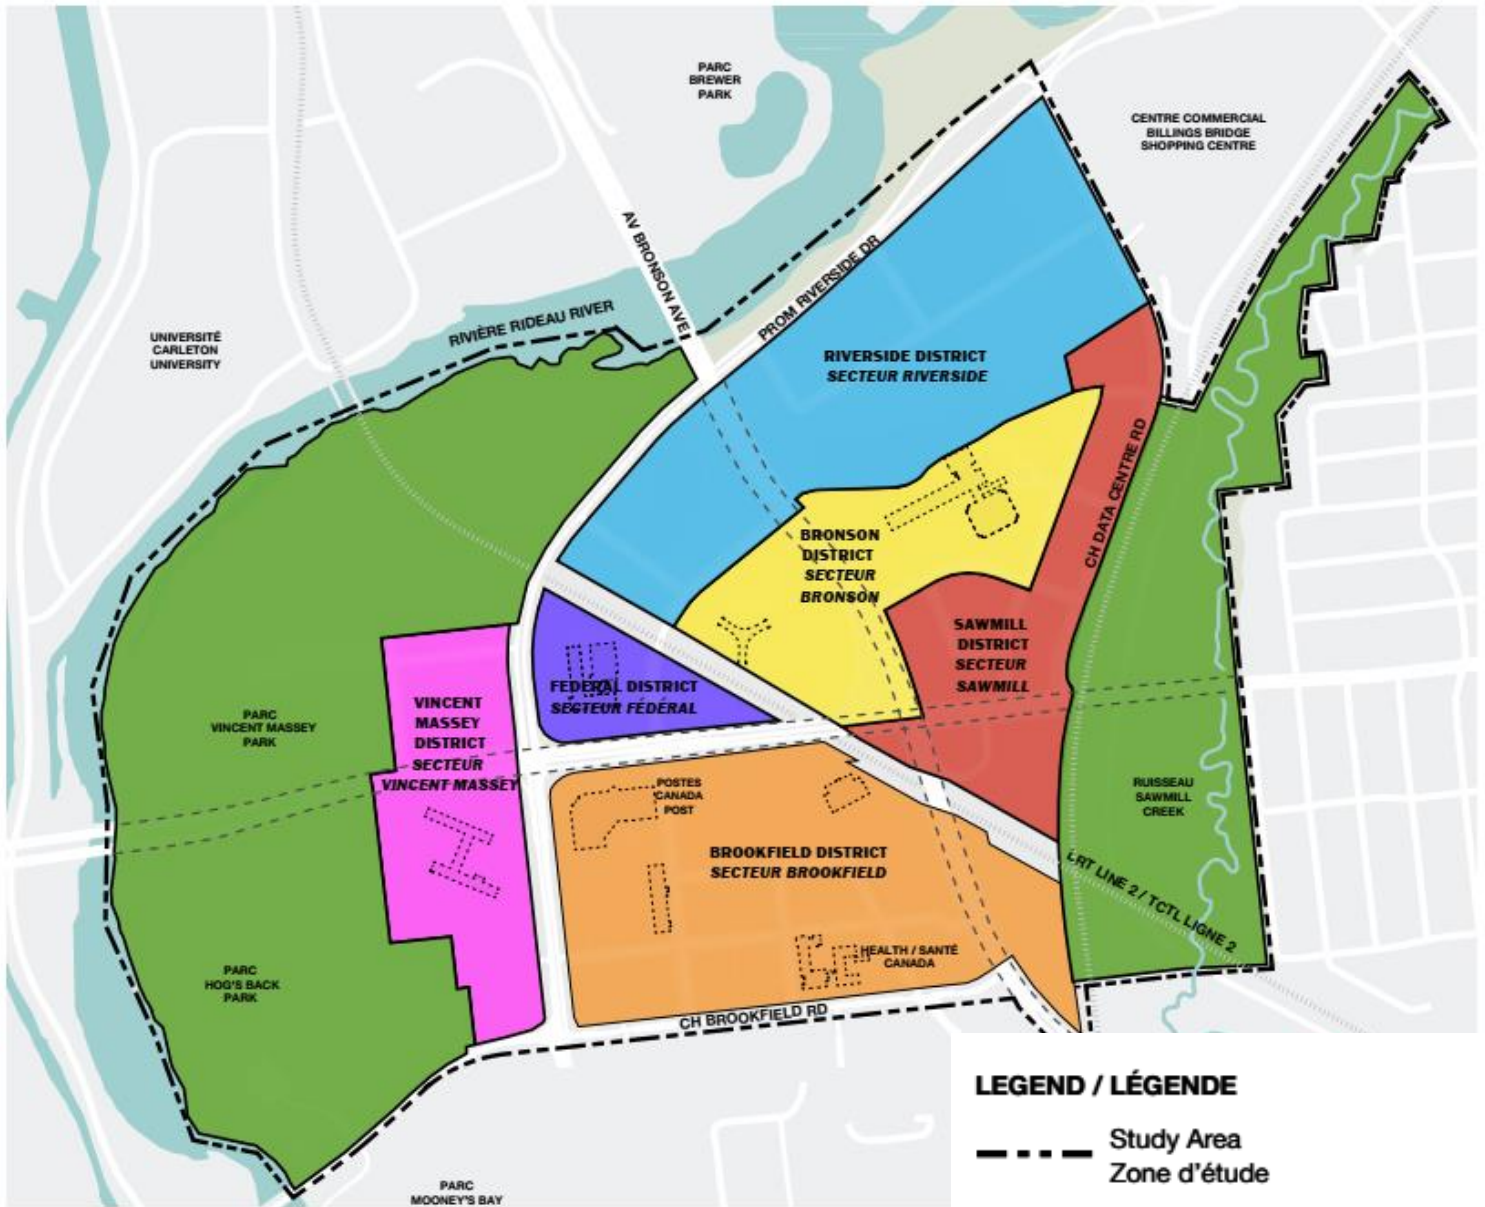 PARC
BREWER
PARK
CENTRE COMMERCIAL
BILLINGS BRIDGE
SHOPPING CENTRE
AV BRONSON AVE
PROM RIVERSIDE DR
RIVIÈRE RIDEAU RIVER
UNIVERSITÉ
CARLETON
UNIVERSITY
RIVERSIDE DISTRICT
SECTEUR RIVERSIDE
CH DATA CENTRE RD
BRONSON
DISTRICT
SECTEUR
BRONSON
SAWMILL
DISTRICT
SECTEUR
SAWMILL
FEDERAL DISTRICT
SECTEUR FÉDÉRAL
VINCENT
MASSEY
DISTRICT
SECTEUR
VINCENT MASSEY
PARC
VINCENT MASSEY
PARK
POSTES
CANADA
POST
RUISSEAU
SAWMILL
CREEK
BROOKFIELD DISTRICT
SECTEUR BROOKFIELD
LRT LINE 2 / TCTL LIGNE 2
HEALTH / SANTÉ
CANADA
PARC
HOG'S BACK
PARK
CH BROOKFIELD RD
PARC
MOONEY'S BAY
LEGEND / LÉGENDE
Study Area
Zone d'étude